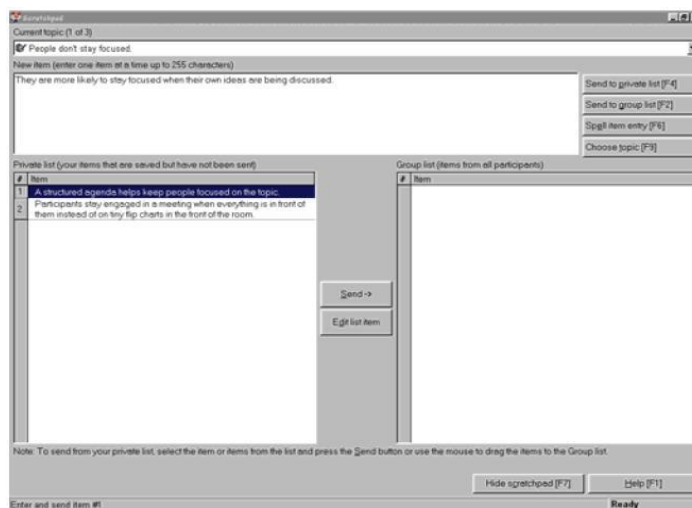 Scratchpad
Current topic (1 of 3)
People don't stay focused.
New item (enter one item at a time up to 255 characters)
They are more likely to stay focused when their own ideas are being discussed.
Send to private list [F4]
Send to group list [F2]
Spell item entry [F6]
Choose topic [F9]
Private list (your items that are saved but have not been sent)
# Item
1 A structured agenda helps keep people focused on the topic.
2 Participants stay engaged in a meeting when everything is in front of
them instead of on tiny flip charts in the front of the room.
Group list (items from all participants)
# Item
Send ->
Edit list item
Note: To send from your private list, select the item or items from the list and press the Send button or use the mouse to drag the items to the Group list.
Hide scratchpad [F7]
Help [F1]
Enter and send item #1
Ready